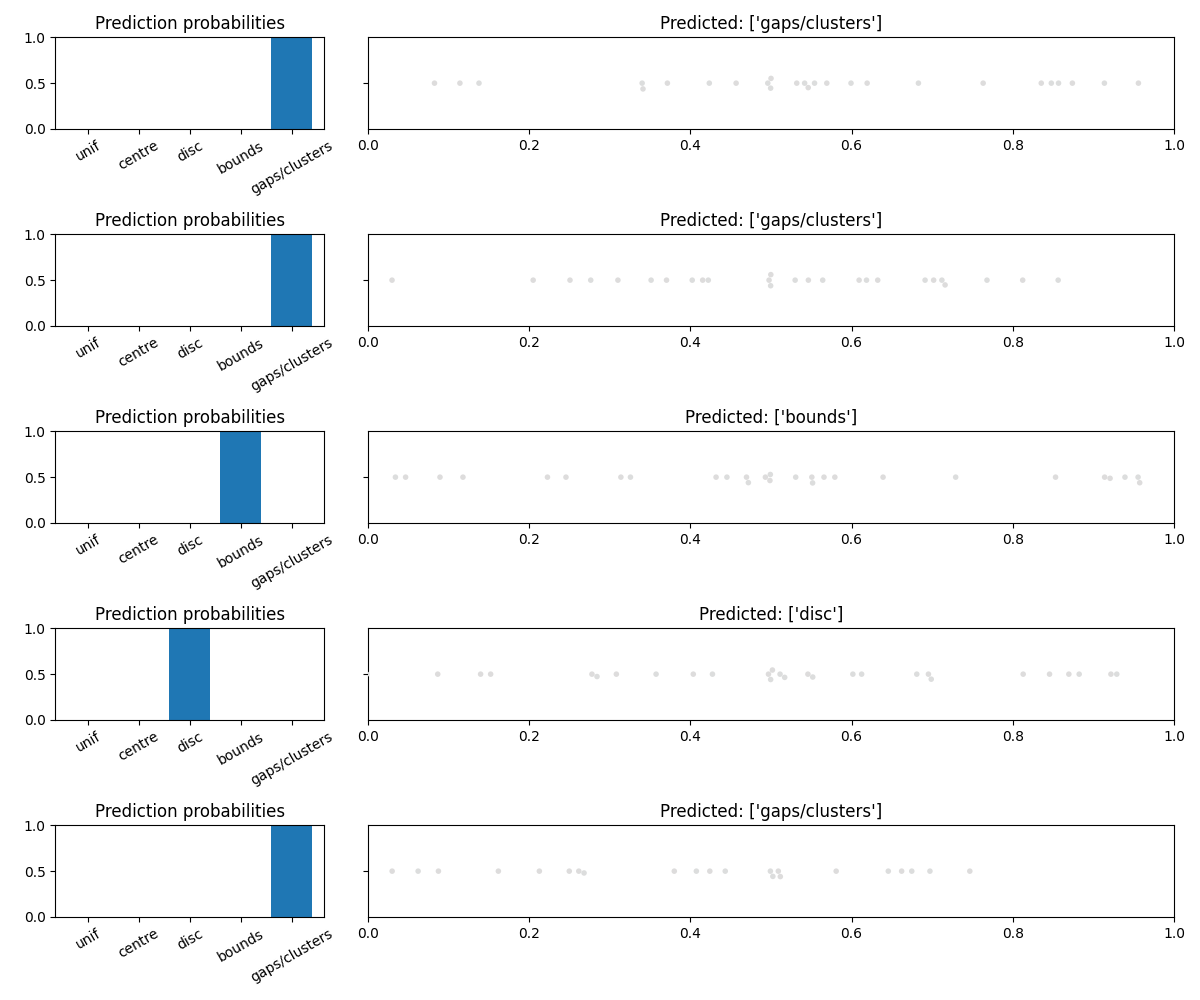 Prediction probabilities
Predicted: ['gaps/clusters']
1.0
0.5
0.0
unif
centre
disc
bounds
gaps/clusters
0.0 0.2 0.4 0.6 0.8 1.0
Prediction probabilities
Predicted: ['gaps/clusters']
1.0
0.5
0.0
unif
centre
disc
bounds
gaps/clusters
0.0 0.2 0.4 0.6 0.8 1.0
Prediction probabilities
Predicted: ['bounds']
1.0
0.5
0.0
unif
centre
disc
bounds
gaps/clusters
0.0 0.2 0.4 0.6 0.8 1.0
Prediction probabilities
Predicted: ['disc']
1.0
0.5
0.0
unif
centre
disc
bounds
gaps/clusters
0.0 0.2 0.4 0.6 0.8 1.0
Prediction probabilities
Predicted: ['gaps/clusters']
1.0
0.5
0.0
unif
centre
disc
bounds
gaps/clusters
0.0 0.2 0.4 0.6 0.8 1.0